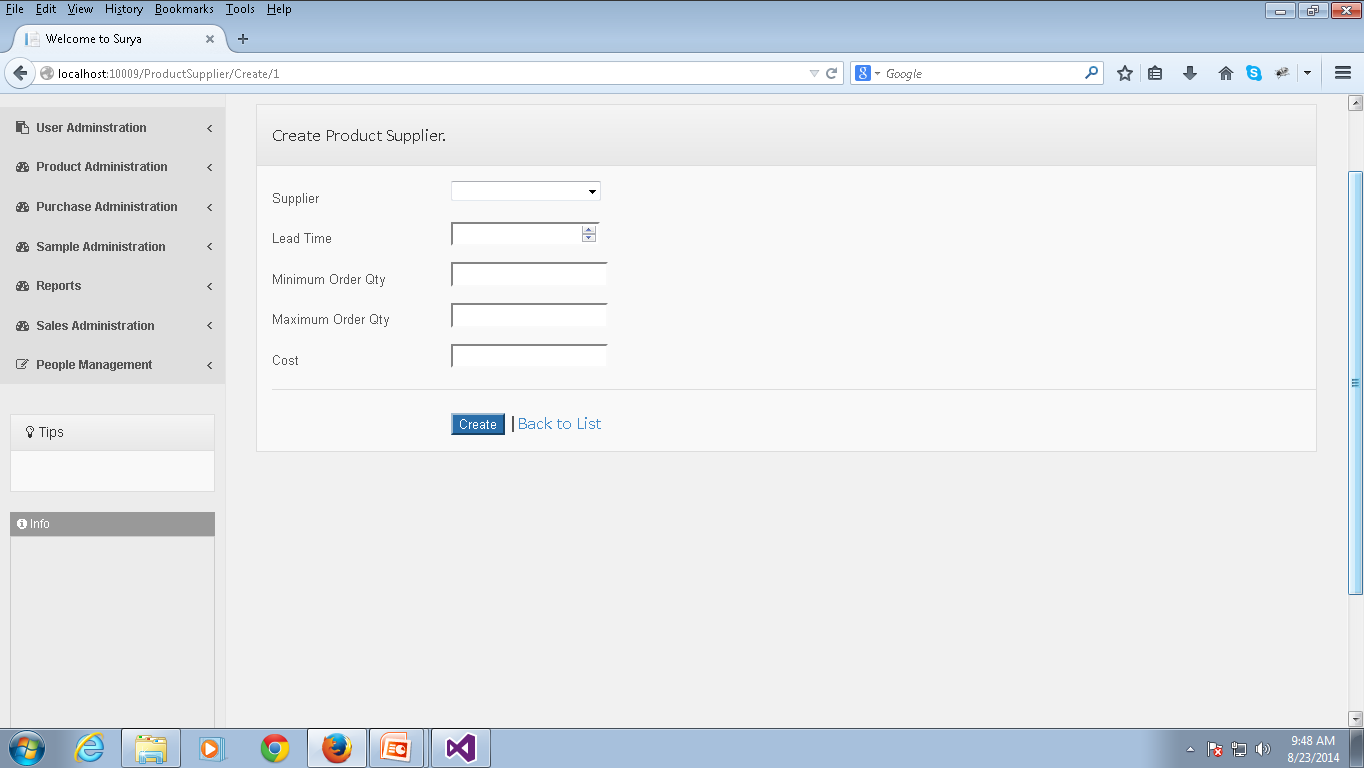 File Edit View History Bookmarks Tools Help
Welcome to Surya
localhost:10009/ProductSupplier/Create/1
Google
User Adminstration
Product Administration
Purchase Administration
Sample Administration
Reports
Sales Administration
People Management
Tips
Info
Create Product Supplier.
Supplier
Lead Time
Minimum Order Qty
Maximum Order Qty
Cost
Create | Back to List
9:48 AM
8/23/2014